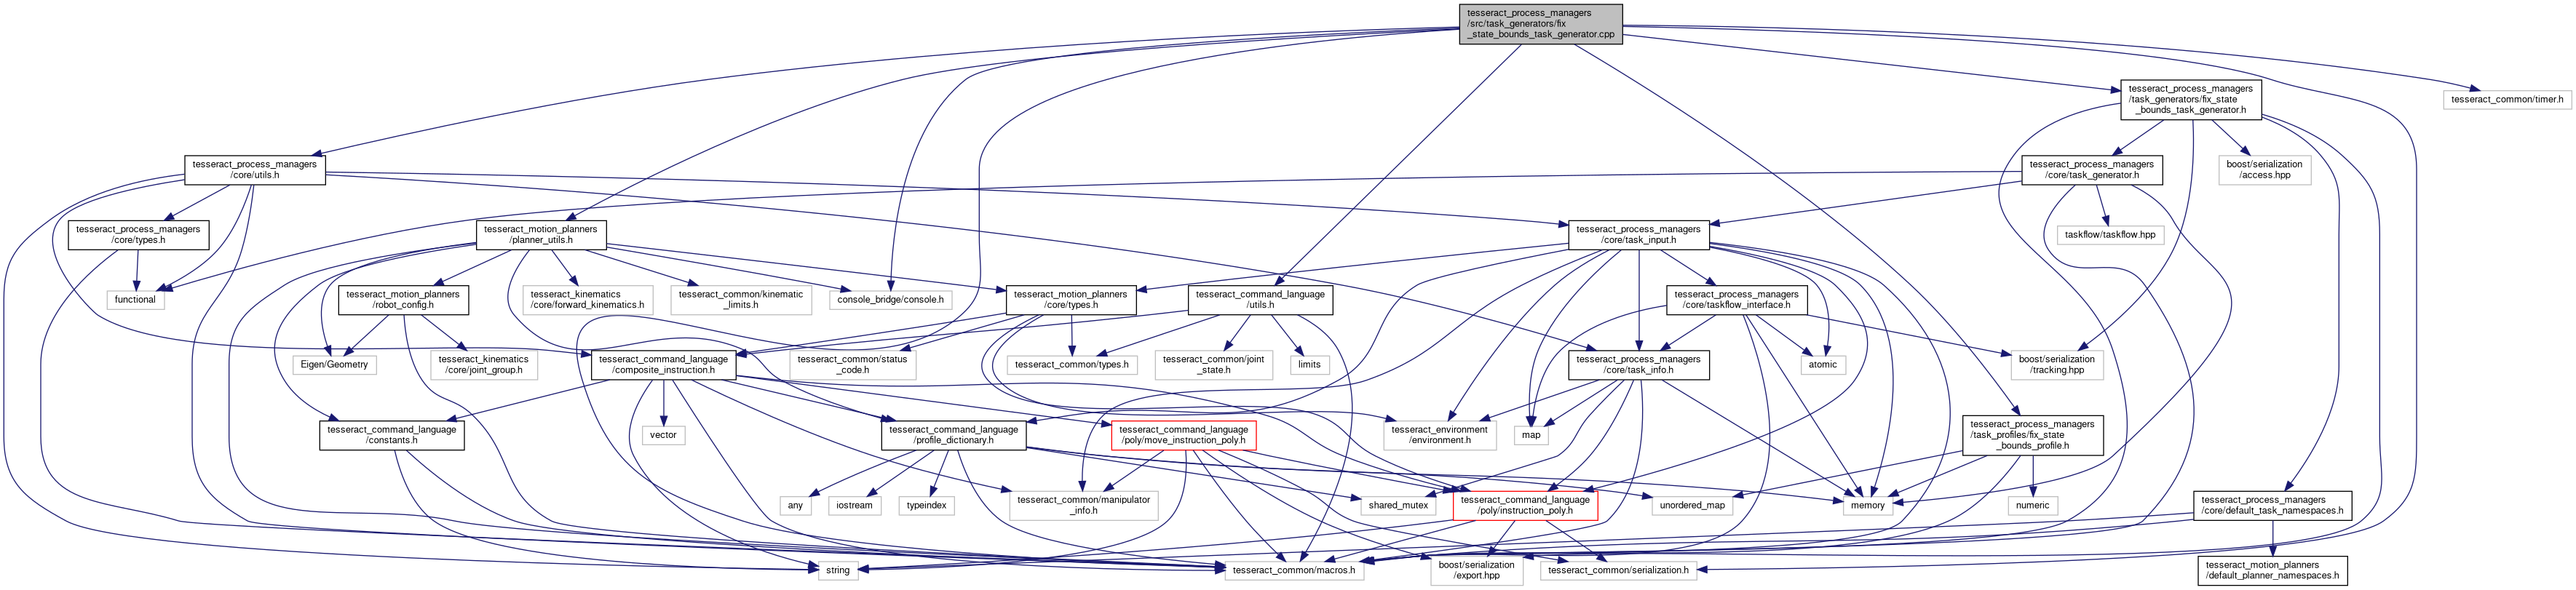 tesseract_process_managers
/src/task_generators/fix
_state_bounds_task_generator.cpp
tesseract_process_managers
/task_generators/fix_state
_bounds_task_generator.h
tesseract_common/timer.h
tesseract_process_managers
/core/utils.h
tesseract_process_managers
/core/task_generator.h
boost/serialization
/access.hpp
tesseract_process_managers
/core/types.h
tesseract_motion_planners
/planner_utils.h
tesseract_process_managers
/core/task_input.h
taskflow/taskflow.hpp
functional
tesseract_motion_planners
/robot_config.h
tesseract_kinematics
/core/forward_kinematics.h
tesseract_common/kinematic
_limits.h
console_bridge/console.h
tesseract_motion_planners
/core/types.h
tesseract_command_language
/utils.h
tesseract_process_managers
/core/taskflow_interface.h
Eigen/Geometry
tesseract_kinematics
/core/joint_group.h
tesseract_command_language
/composite_instruction.h
tesseract_common/status
_code.h
tesseract_common/types.h
tesseract_common/joint
_state.h
limits
tesseract_process_managers
/core/task_info.h
atomic
boost/serialization
/tracking.hpp
tesseract_command_language
/constants.h
vector
tesseract_command_language
/profile_dictionary.h
tesseract_command_language
/poly/move_instruction_poly.h
tesseract_environment
/environment.h
map
tesseract_process_managers
/task_profiles/fix_state
_bounds_profile.h
any
iostream
typeindex
tesseract_common/manipulator
_info.h
shared_mutex
tesseract_command_language
/poly/instruction_poly.h
unordered_map
memory
numeric
tesseract_process_managers
/core/default_task_namespaces.h
string
tesseract_common/macros.h
boost/serialization
/export.hpp
tesseract_common/serialization.h
tesseract_motion_planners
/default_planner_namespaces.h